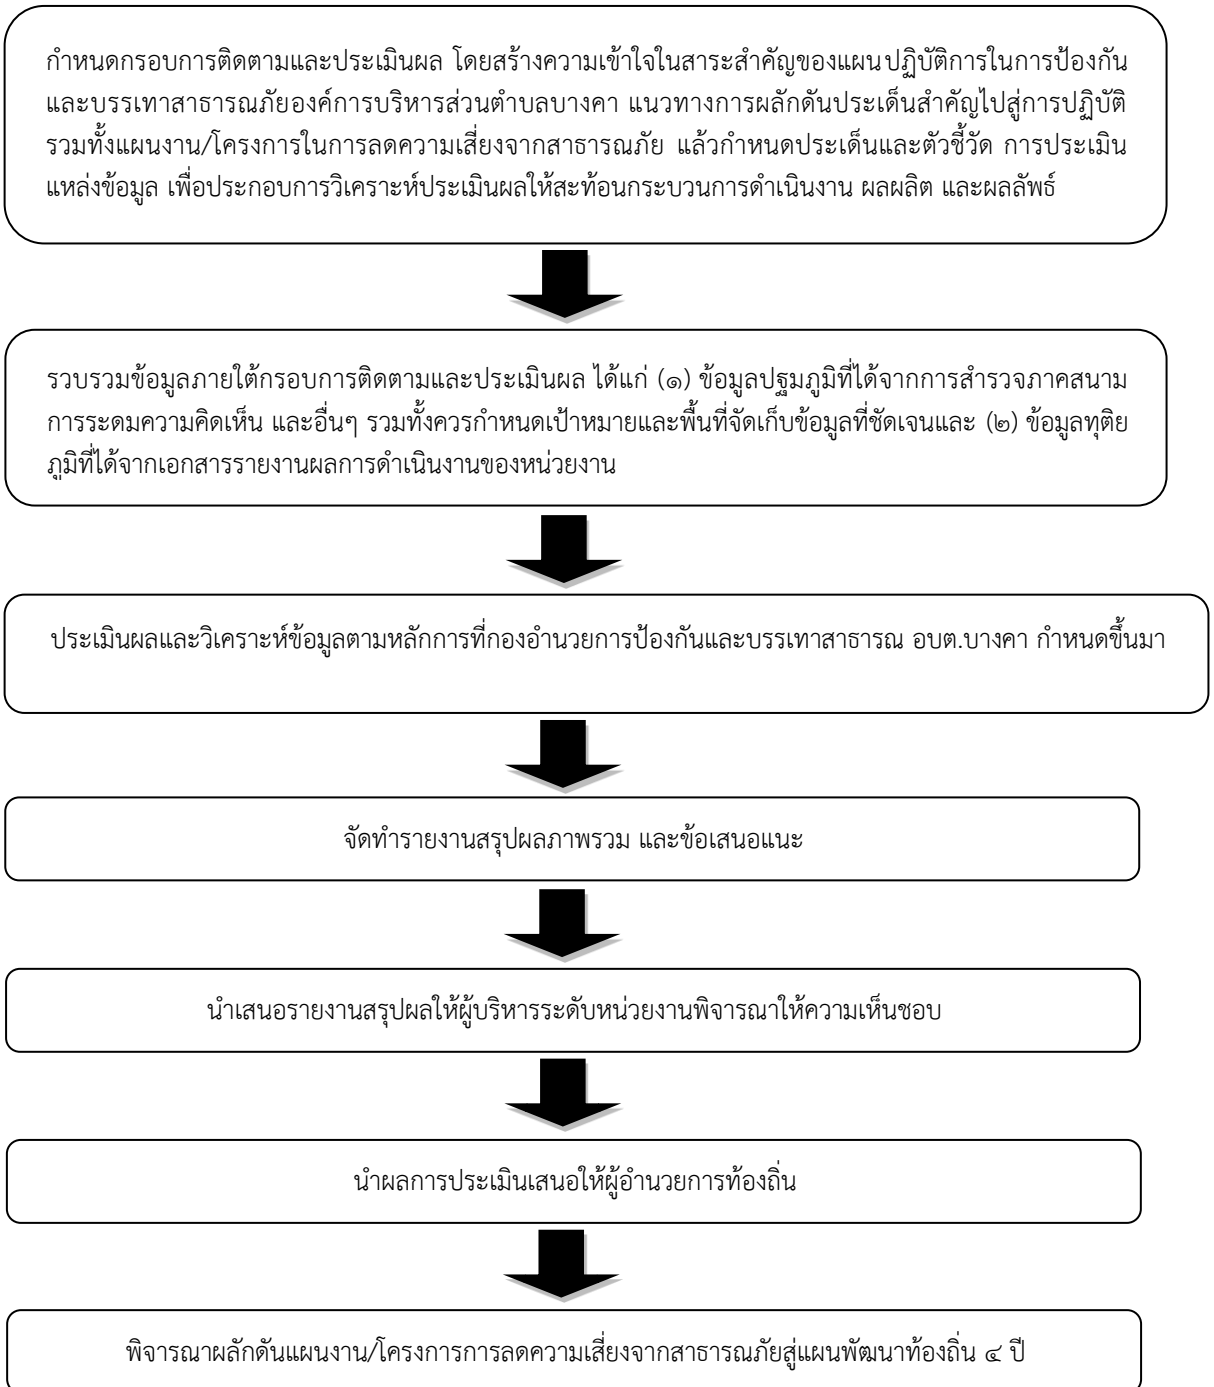 กำหนดกรอบการติดตามและประเมินผล โดยสร้างความเข้าใจในสาระสำคัญของแผนปฏิบัติการในการป้องกัน
และบรรเทาสาธารณภัยองค์การบริหารส่วนตำบลบางคา แนวทางการผลักดันประเด็นสำคัญไปสู่การปฏิบัติ
รวมทั้งแผนงาน/โครงการในการลดความเสี่ยงจากสาธารณภัย แล้วกำหนดประเด็นและตัวชี้วัด การประเมิน
แหล่งข้อมูล เพื่อประกอบการวิเคราะห์ประเมินผลให้สะท้อนกระบวนการดำเนินงาน ผลผลิต และผลลัพธ์
รวบรวมข้อมูลภายใต้กรอบการติดตามและประเมินผล ได้แก่ (๑) ข้อมูลปฐมภูมิที่ได้จากการสำรวจภาคสนาม
การระดมความคิดเห็น และอื่นๆ รวมทั้งควรกำหนดเป้าหมายและพื้นที่จัดเก็บข้อมูลที่ชัดเจนและ (๒) ข้อมูลทุติย
ภูมิที่ได้จากเอกสารรายงานผลการดำเนินงานของหน่วยงาน
ประเมินผลและวิเคราะห์ข้อมูลตามหลักการที่กองอำนวยการป้องกันและบรรเทาสาธารณ อบต.บางคา กำหนดขึ้นมา
จัดทำรายงานสรุปผลภาพรวม และข้อเสนอแนะ
นำเสนอรายงานสรุปผลให้ผู้บริหารระดับหน่วยงานพิจารณาให้ความเห็นชอบ
นำผลการประเมินเสนอให้ผู้อำนวยการท้องถิ่น
พิจารณาผลักดันแผนงาน/โครงการการลดความเสี่ยงจากสาธารณภัยสู่แผนพัฒนาท้องถิ่น ๔ ปี